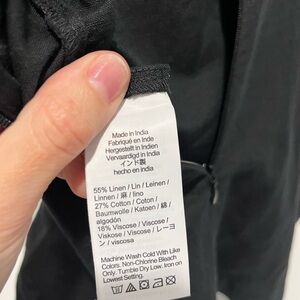 Made in India
Fabriqué en Inde
Hergestellt in Indien
Vervaardigd in India
インド製
hecho en india
55% Linen / Lin / Leinen /
Linnen / 麻 / lino
27% Cotton / Coton /
Baumwolle / Katoen / 綿 /
algodón
18% Viscose / Viscose /
Viskose / Viscose / レーヨ
ン / viscosa
Machine Wash Cold With Like
Colors. Non-Chlorine Bleach
Only. Tumble Dry Low. Iron on
Lowest Setting.